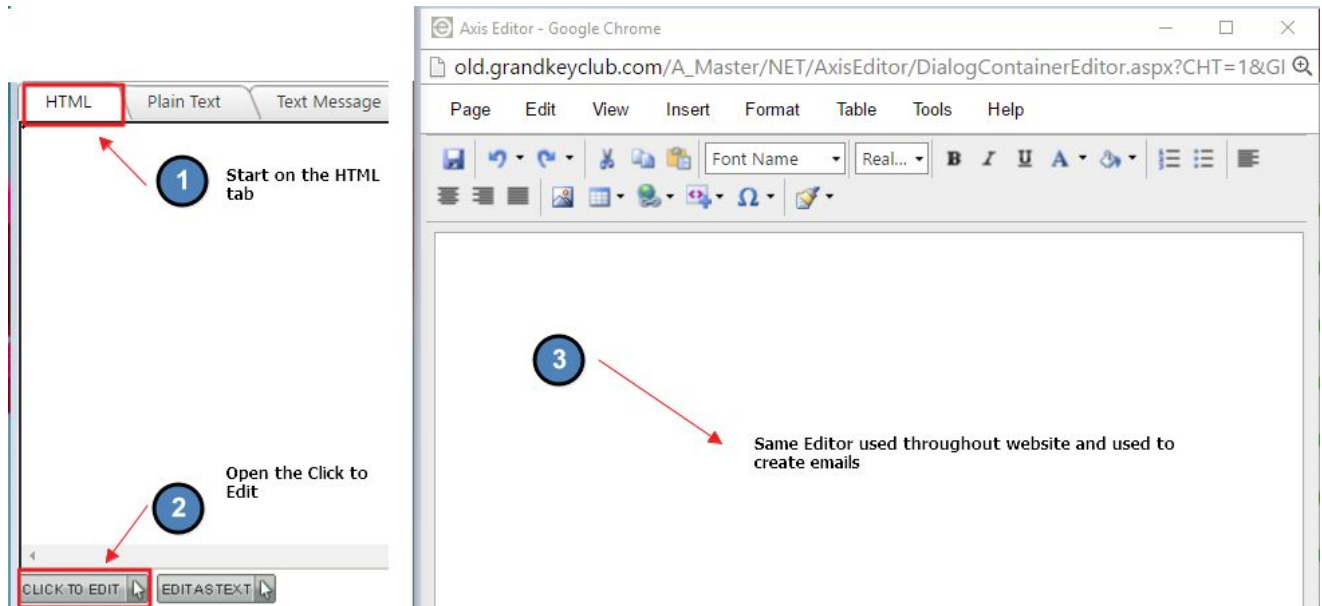 HTML
Plain Text
Text Message
1
Start on the HTML
tab
Open the Click to
Edit
2
CLICK TO EDIT
EDIT AS TEXT
Axis Editor - Google Chrome
old.grandkeyclub.com/A_Master/NET/AxisEditor/DialogContainerEditor.aspx?CHT=1&GI
Page Edit View Insert Format Table Tools Help
Font Name Real... B I U A
Ω
3
Same Editor used throughout website and used to
create emails